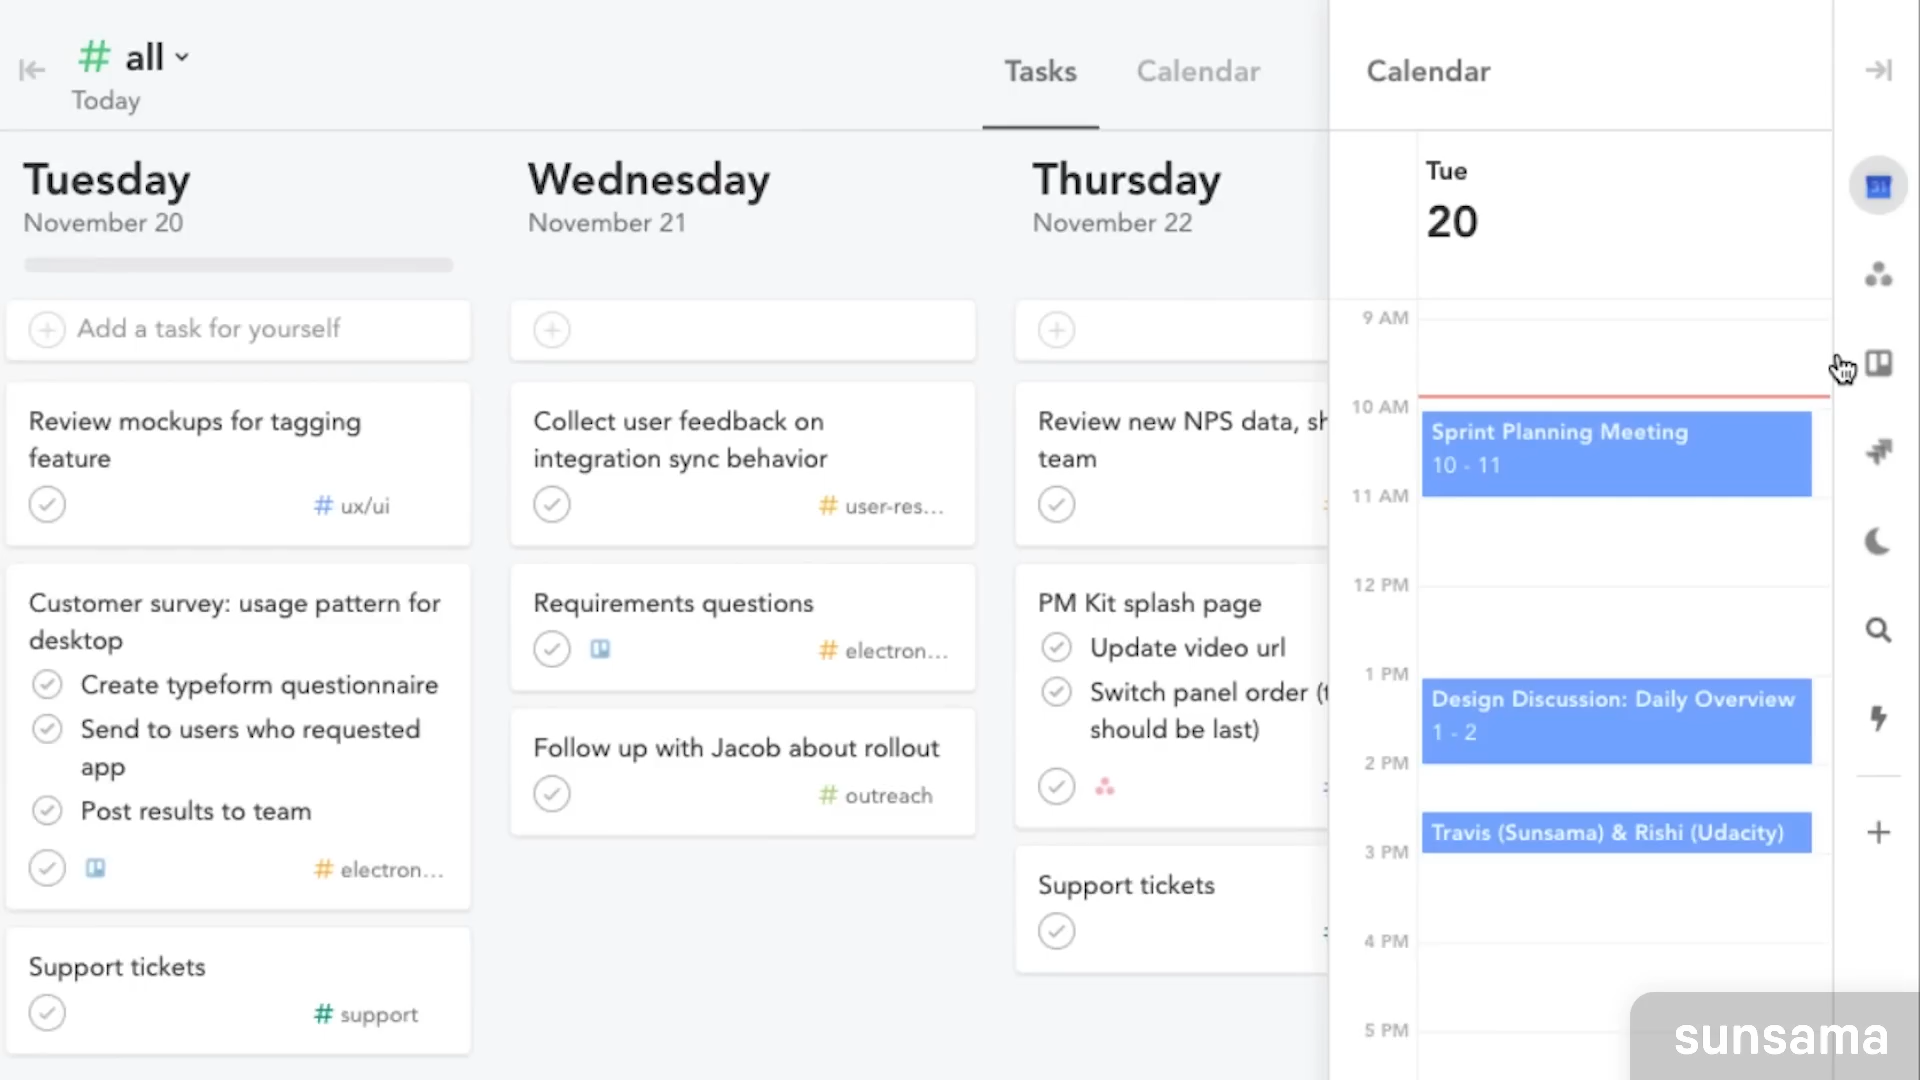 # all
Today
Tasks
Calendar
Calendar
Tuesday
November 20
Add a task for yourself
Review mockups for tagging
feature
# ux/ui
Customer survey: usage pattern for
desktop
Create typeform questionnaire
Send to users who requested
app
Post results to team
# electron...
Support tickets
# support
Wednesday
November 21
Collect user feedback on
integration sync behavior
# user-res...
Requirements questions
# electron...
Follow up with Jacob about rollout
# outreach
Thursday
November 22
Review new NPS data, sh
team
PM Kit splash page
Update video url
Switch panel order (t
should be last)
Support tickets
Tue
20
9 AM
10 AM
Sprint Planning Meeting
10 - 11
11 AM
12 PM
1 PM
Design Discussion: Daily Overview
1 - 2
2 PM
Travis (Sunsama) & Rishi (Udacity)
3 PM
4 PM
5 PM
31
sunsama